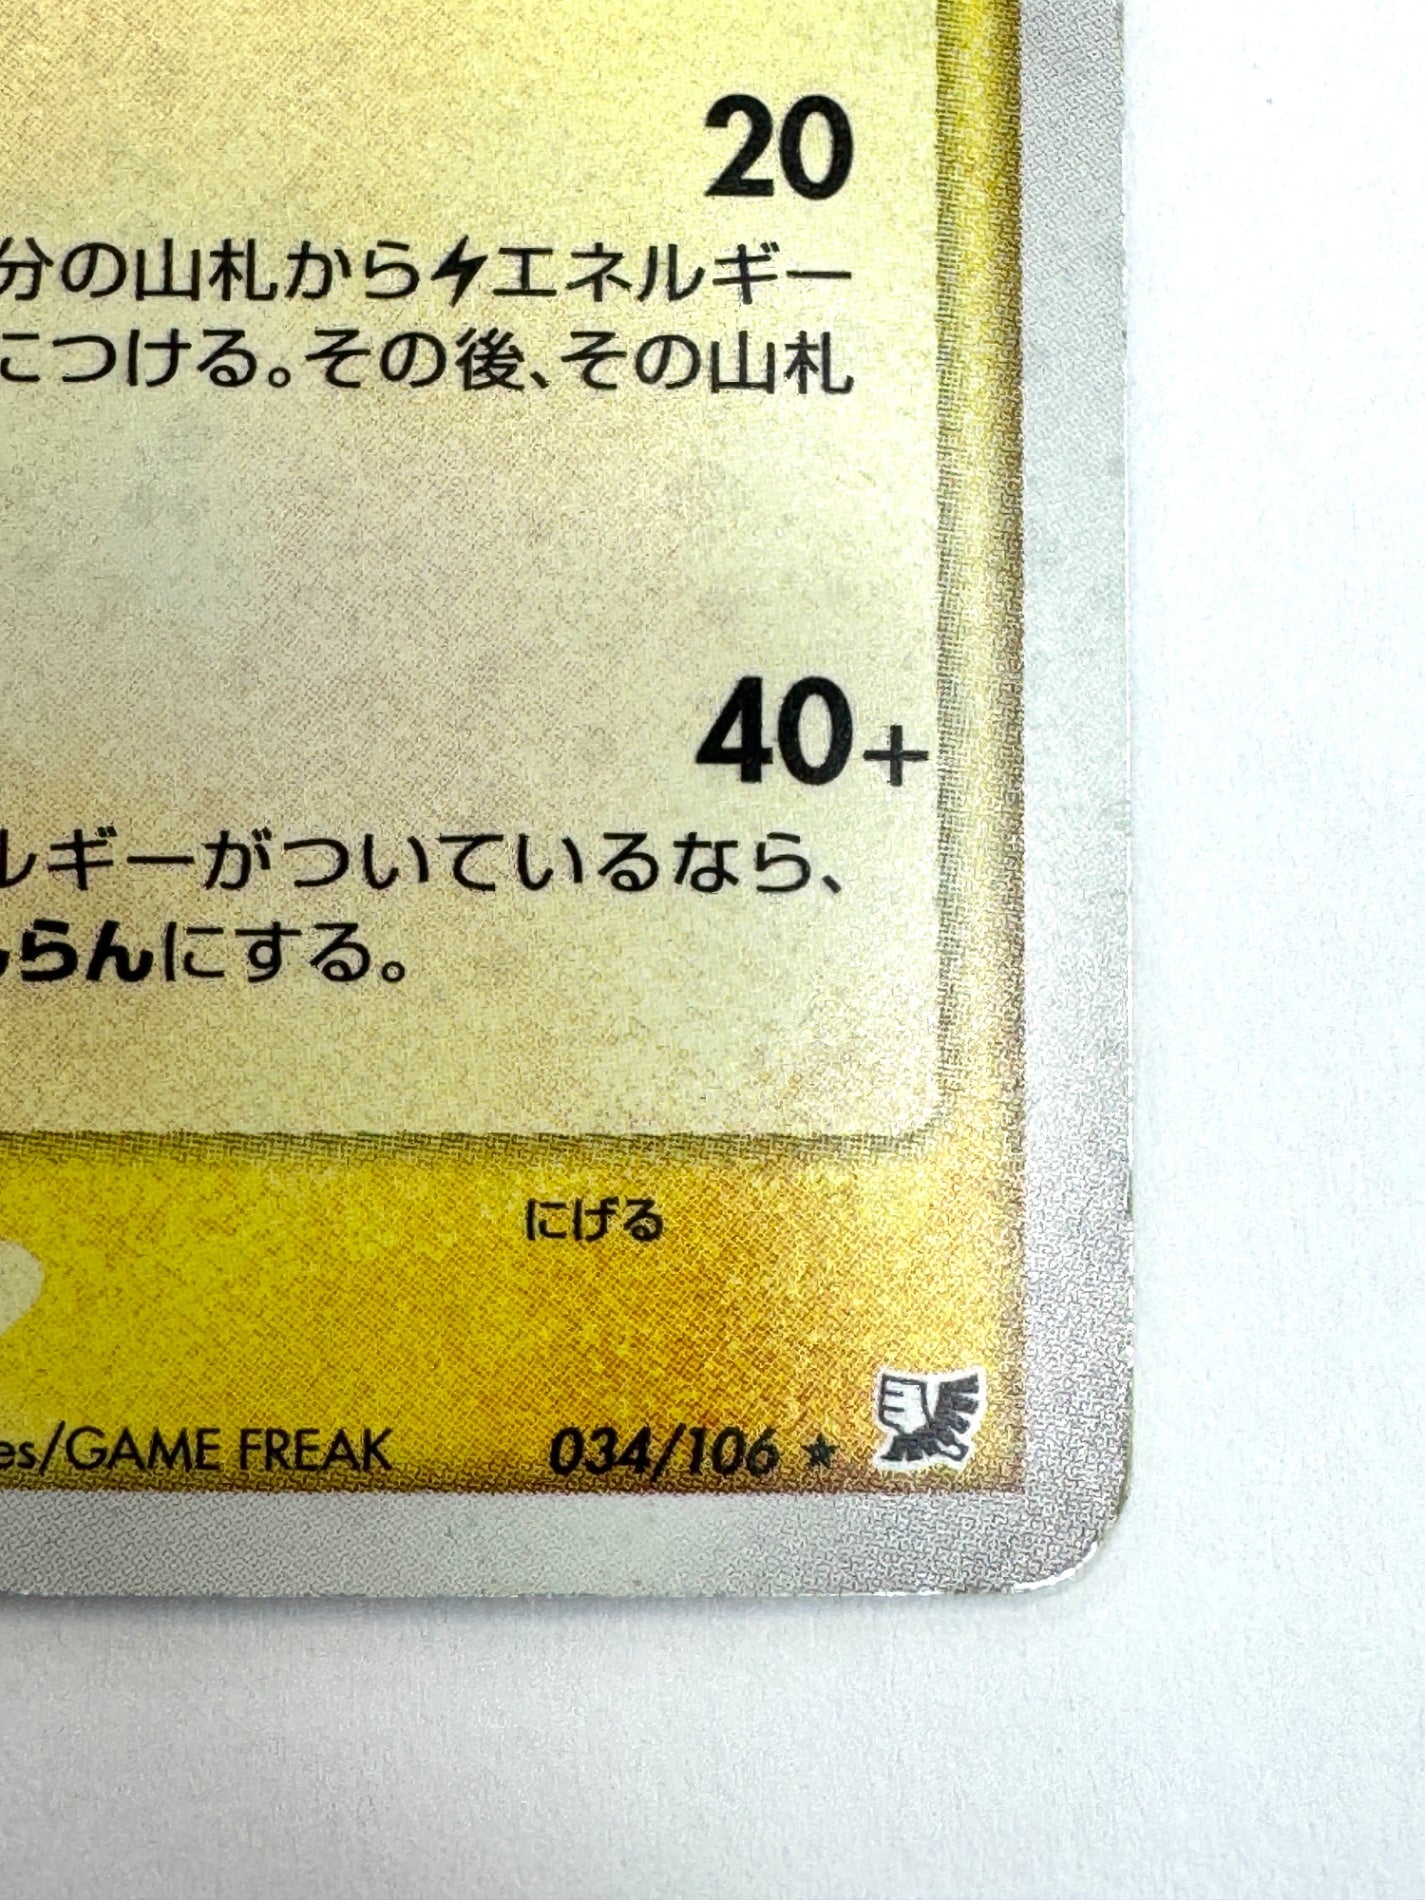 20
分の山札からエネルギー
につける。その後、その山札
40+
ルギーがついているなら、
らんにする。
にげる
es/GAME FREAK 034/106 ★